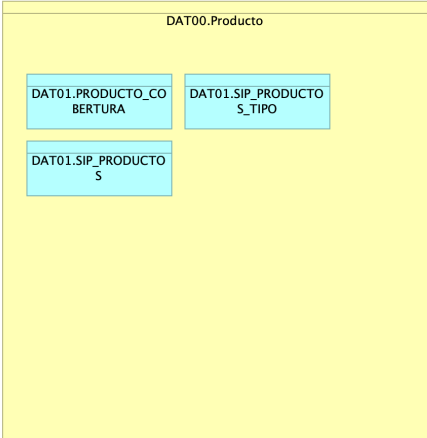 DAT00.Producto
DAT01.PRODUCTO_CO
BERTURA
DAT01.SIP_PRODUCTO
S_TIPO
DAT01.SIP_PRODUCTO
S